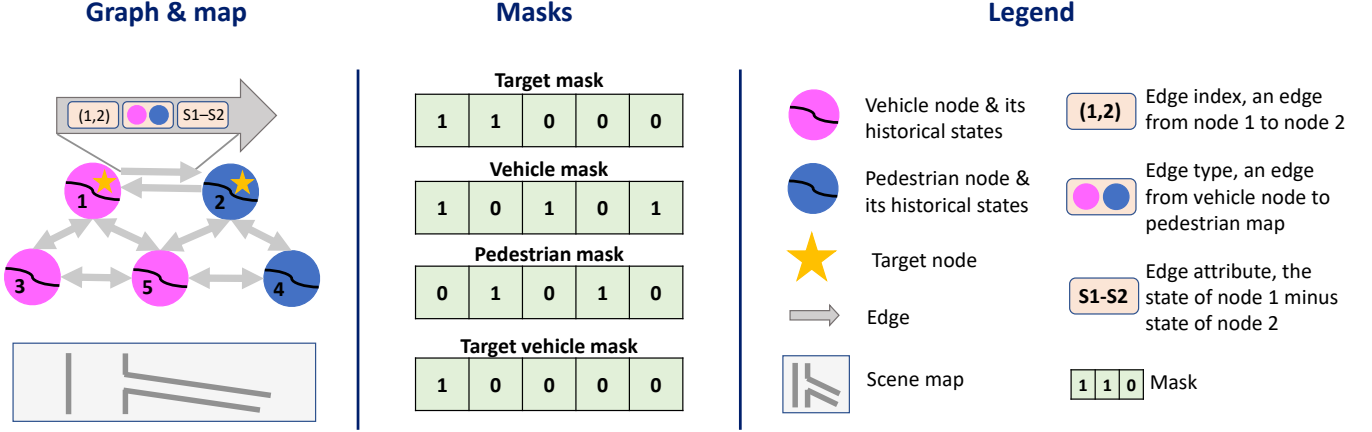 Graph & map
(1,2) S1–S2
1 2
3 5 4
Masks
Target mask
1 1 0 0 0
Vehicle mask
1 0 1 0 1
Pedestrian mask
0 1 0 1 0
Target vehicle mask
1 0 0 0 0
Legend
Vehicle node & its
historical states
Pedestrian node &
its historical states
Target node
Edge
Scene map
(1,2)
Edge index, an edge
from node 1 to node 2
Edge type, an edge
from vehicle node to
pedestrian map
S1-S2
Edge attribute, the
state of node 1 minus
state of node 2
1 1 0 Mask